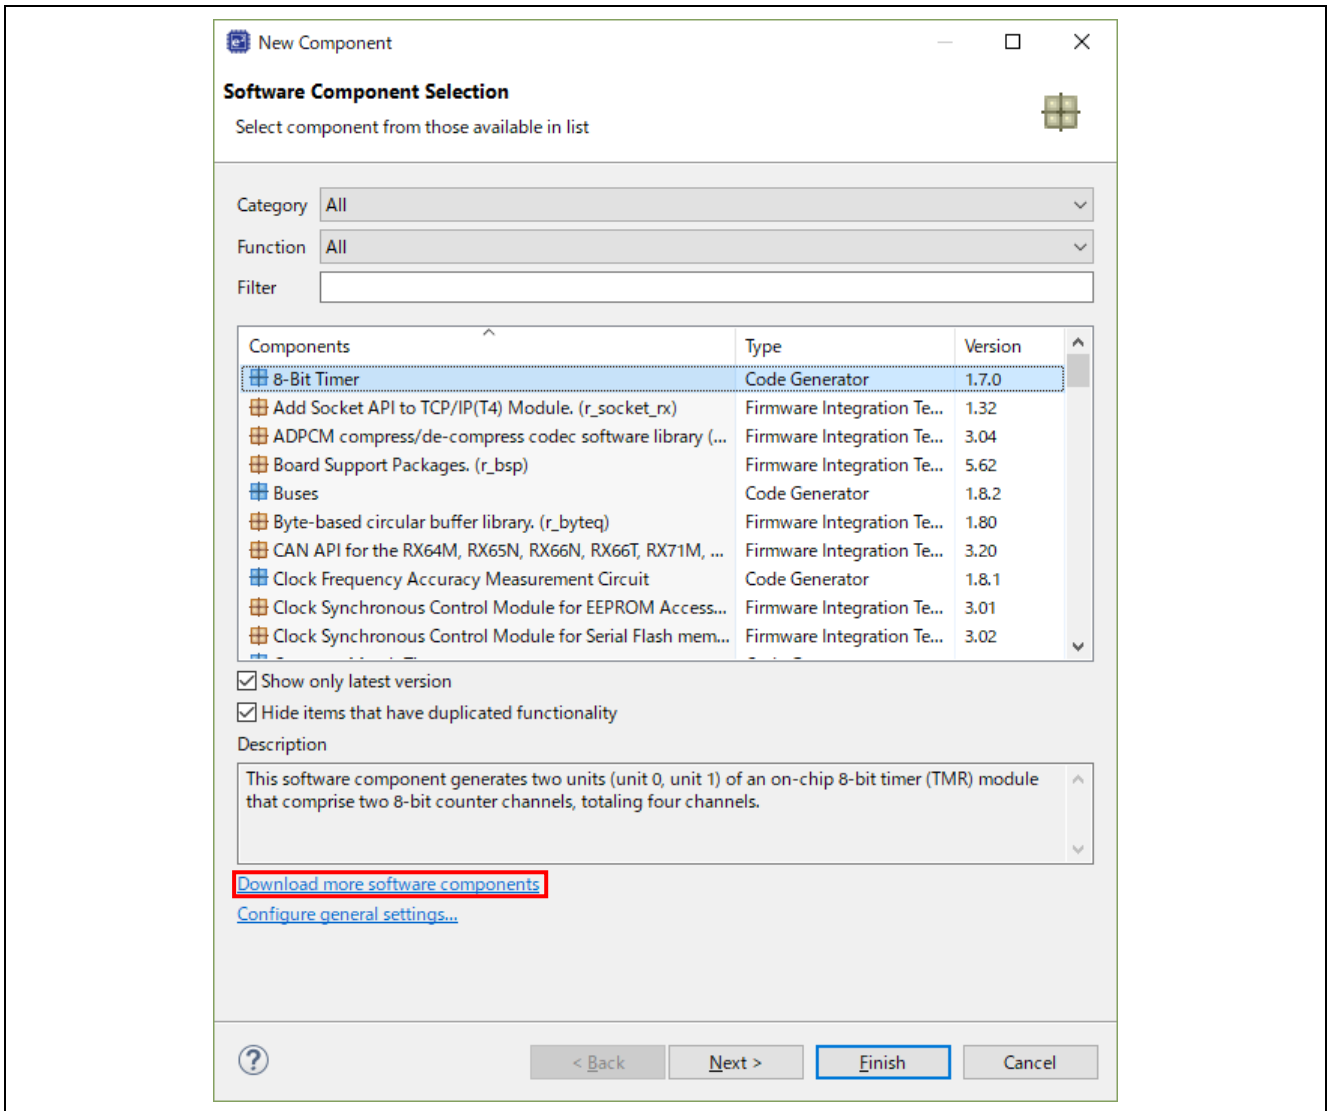 New Component
Software Component Selection
Select component from those available in list
Category All
Function All
Filter
Components Type Version
8-Bit Timer Code Generator 1.7.0
Add Socket API to TCP/IP(T4) Module. (r_socket_rx) Firmware Integration Te... 1.32
ADPCM compress/de-compress codec software library (... Firmware Integration Te... 3.04
Board Support Packages. (r_bsp) Firmware Integration Te... 5.62
Buses Code Generator 1.8.2
Byte-based circular buffer library. (r_byteq) Firmware Integration Te... 1.80
CAN API for the RX64M, RX65N, RX66N, RX66T, RX71M, ... Firmware Integration Te... 3.20
Clock Frequency Accuracy Measurement Circuit Code Generator 1.8.1
Clock Synchronous Control Module for EEPROM Access... Firmware Integration Te... 3.01
Clock Synchronous Control Module for Serial Flash mem... Firmware Integration Te... 3.02
Show only latest version
Hide items that have duplicated functionality
Description
This software component generates two units (unit 0, unit 1) of an on-chip 8-bit timer (TMR) module
that comprise two 8-bit counter channels, totaling four channels.
Download more software components
Configure general settings...
< Back Next > Finish Cancel